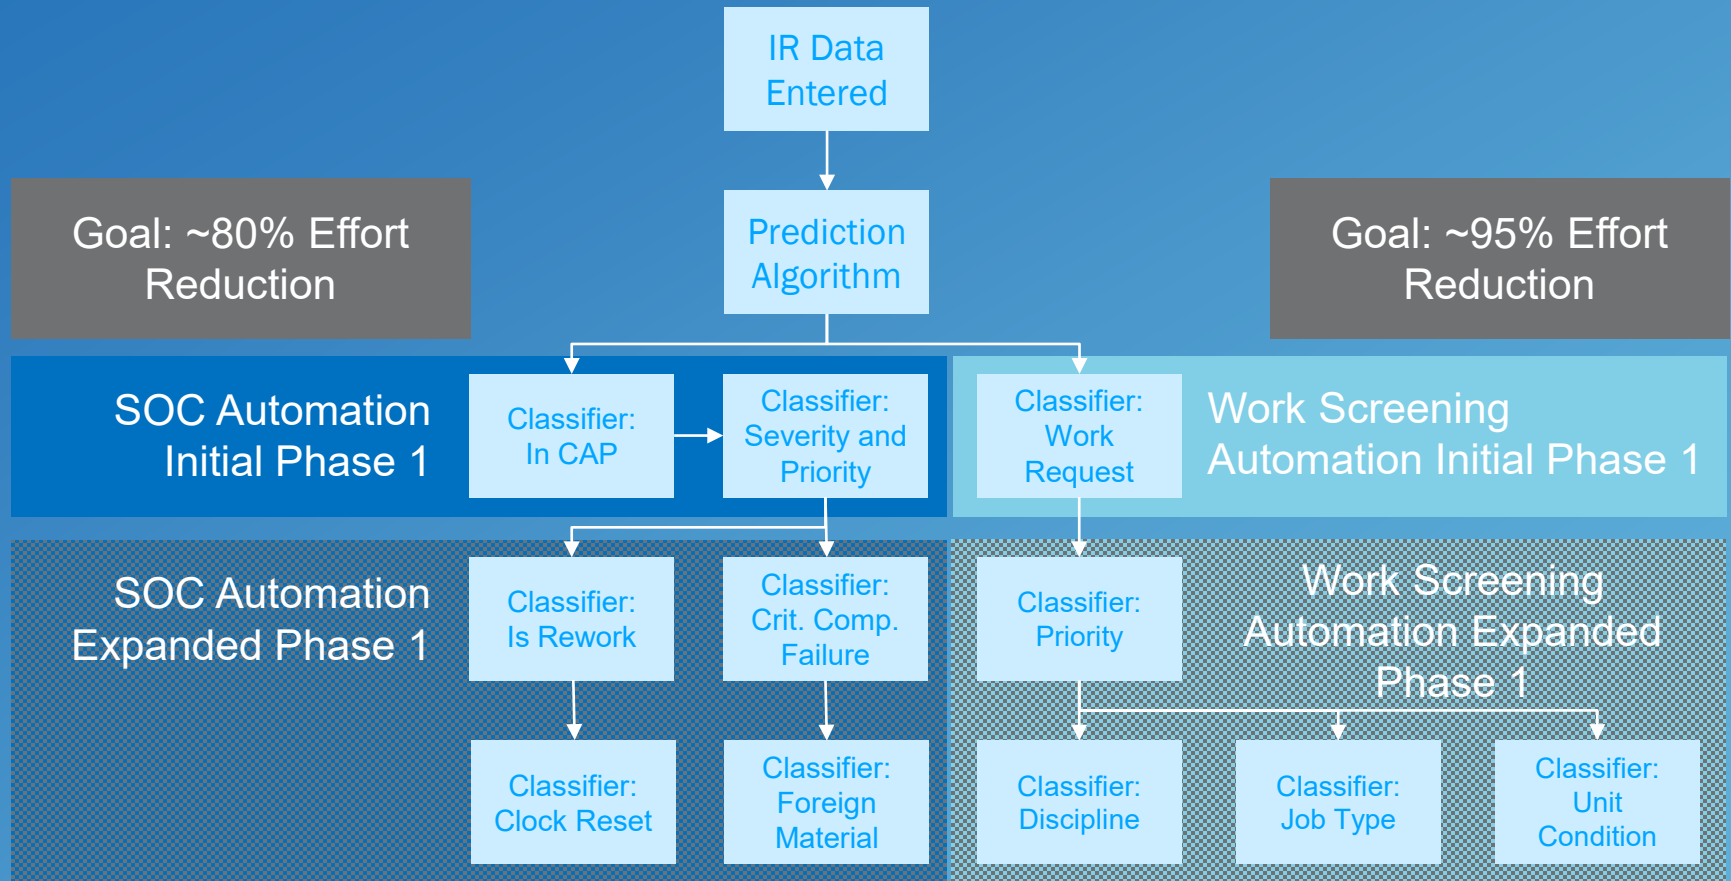 IR Data
Entered
Goal: ~80% Effort
Reduction
Prediction
Algorithm
Goal: ~95% Effort
Reduction
SOC Automation
Initial Phase 1
Classifier:
In CAP
Classifier:
Severity and
Priority
Classifier:
Work
Request
Work Screening
Automation Initial Phase 1
SOC Automation
Expanded Phase 1
Classifier:
Is Rework
Classifier:
Crit. Comp.
Failure
Classifier:
Priority
Work Screening
Automation Expanded
Phase 1
Classifier:
Clock Reset
Classifier:
Foreign
Material
Classifier:
Discipline
Classifier:
Job Type
Classifier:
Unit
Condition